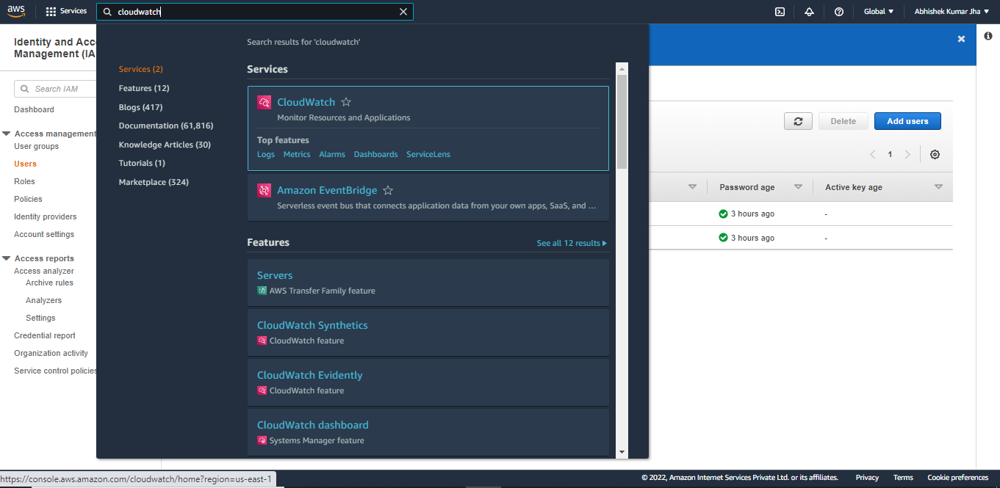 aws
Services
cloudwatch
Global
Abhishek Kumar Jha
Identity and Acc
Management (IA
Search IAM
Dashboard
Access management
User groups
Users
Roles
Policies
Identity providers
Account settings
Access reports
Access analyzer
Archive rules
Analyzers
Settings
Credential report
Organization activity
Service control policies
Search results for 'cloudwatch'
Services (2)
Features (12)
Blogs (417)
Documentation (61,816)
Knowledge Articles (30)
Tutorials (1)
Marketplace (324)
Services
CloudWatch
Monitor Resources and Applications
Top features
Logs Metrics Alarms Dashboards ServiceLens
Amazon EventBridge
Serverless event bus that connects application data from your own apps, SaaS, and ...
Features
See all 12 results
Servers
AWS Transfer Family feature
CloudWatch Synthetics
CloudWatch feature
CloudWatch Evidently
CloudWatch feature
CloudWatch dashboard
Systems Manager feature
Delete
Add users
1
Password age
Active key age
3 hours ago
-
3 hours ago
-
https://console.aws.amazon.com/cloudwatch/home?region=us-east-1
© 2022, Amazon Internet Services Private Ltd. or its affiliates.
Privacy
Terms
Cookie preferences